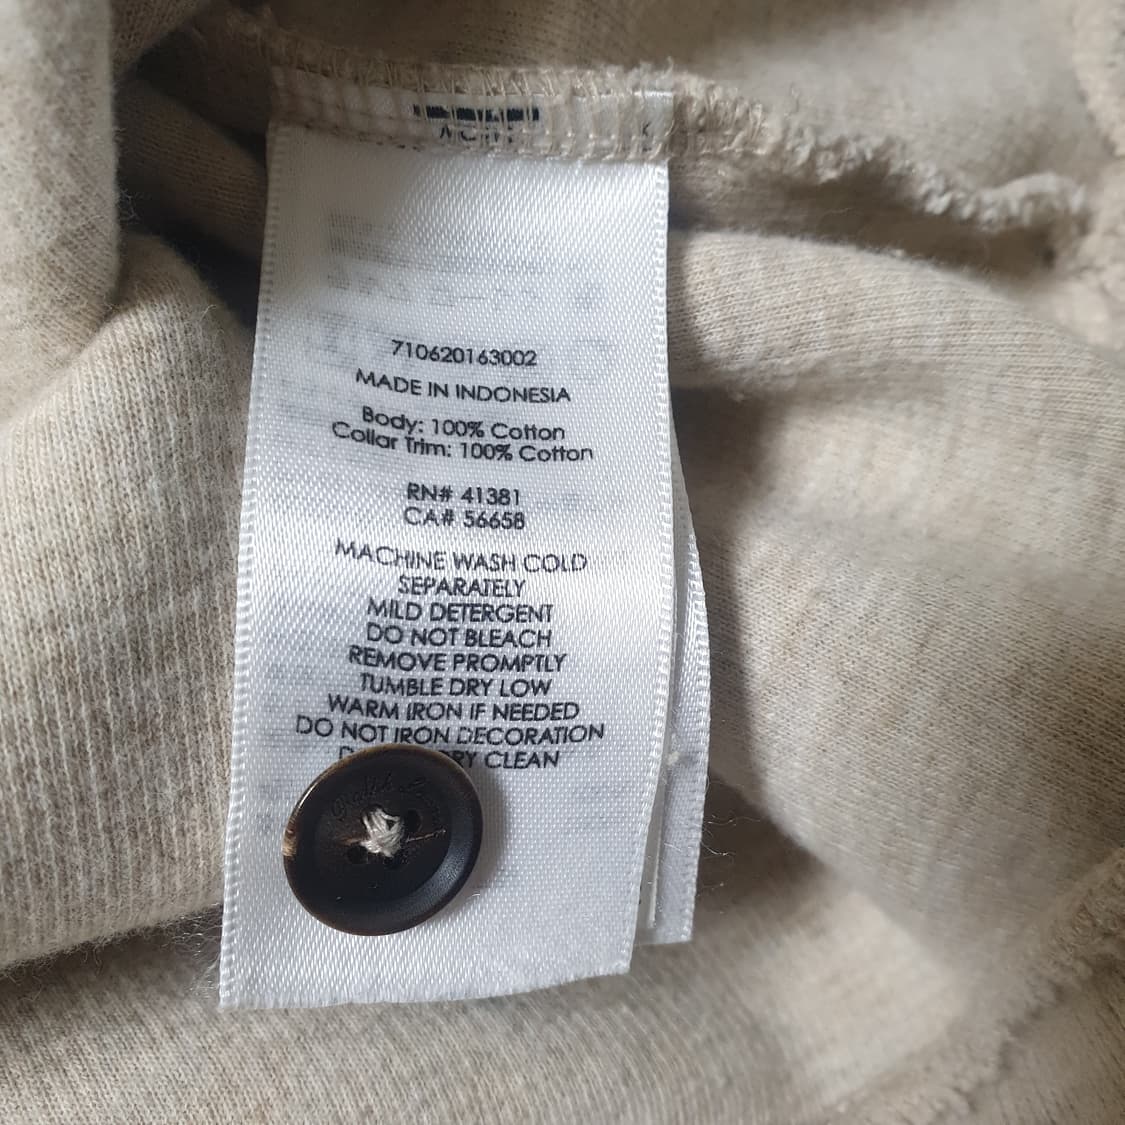 710620163002
MADE IN INDONESIA
Body: 100% Cotton
Collar Trim: 100% Cotton
RN# 41381
CA# 56658
MACHINE WASH COLD
SEPARATELY
MILD DETERGENT
DO NOT BLEACH
REMOVE PROMPTLY
TUMBLE DRY LOW
WARM IRON IF NEEDED
DO NOT IRON DECORATION
CLEAN